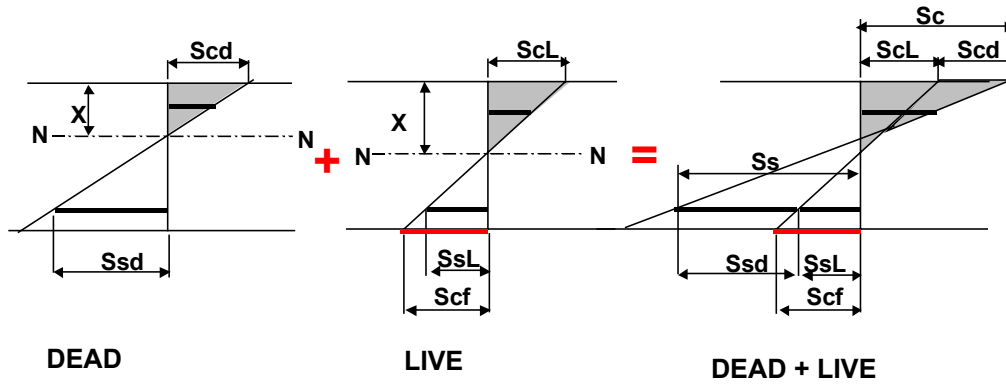 Scd
X
N
N
Ssd
DEAD
+
ScL
X
N
N
SsL
Scf
LIVE
=
Sc
ScL
Scd
Ss
Ssd
SsL
Scf
DEAD + LIVE